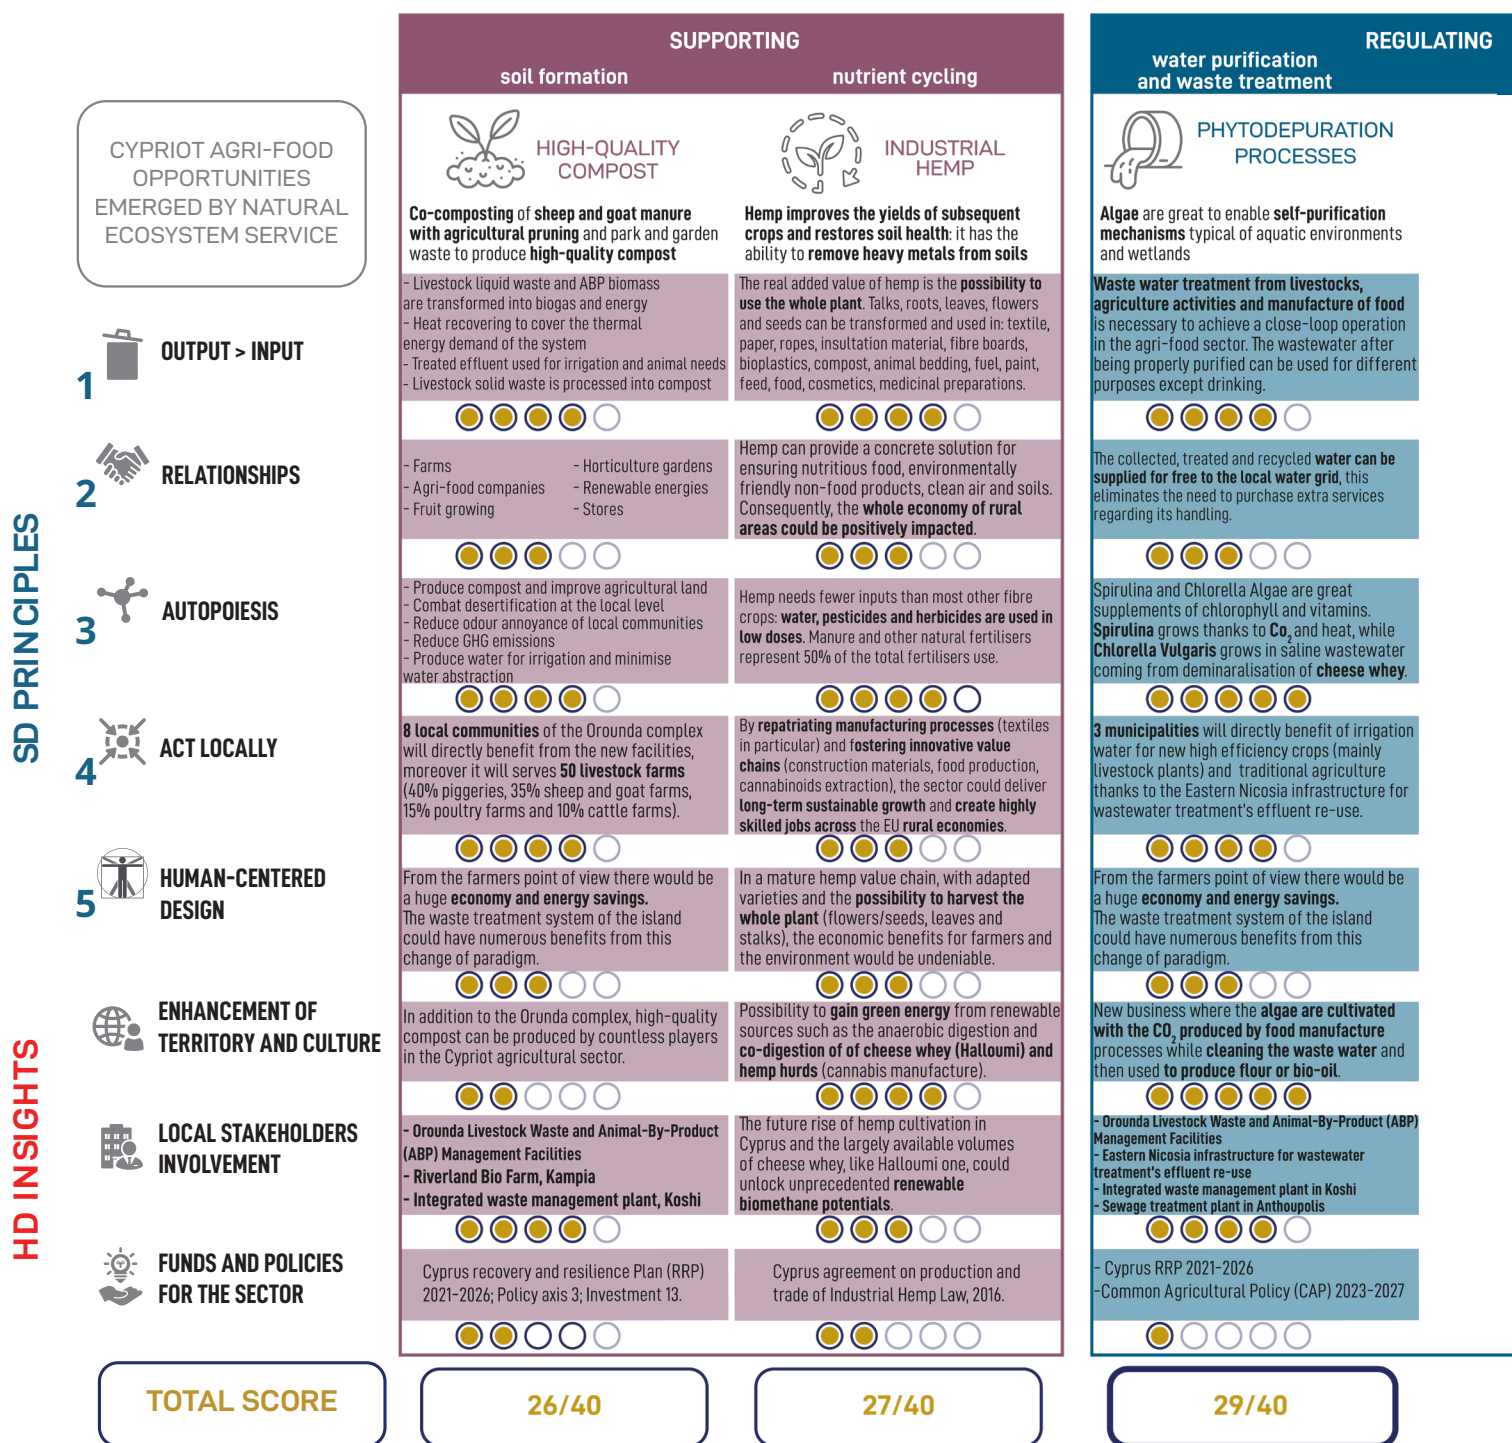 SUPPORTING
soil formation
nutrient cycling
REGULATING
water purification
and waste treatment
CYPRIOT AGRI-FOOD
OPPORTUNITIES
EMERGED BY NATURAL
ECOSYSTEM SERVICE
HIGH-QUALITY
COMPOST
Co-composting of sheep and goat manure
with agricultural pruning and park and garden
waste to produce high-quality compost
INDUSTRIAL
HEMP
Hemp improves the yields of subsequent
crops and restores soil health: it has the
ability to remove heavy metals from soils
PHYTODEPURATION
PROCESSES
Algae are great to enable self-purification
mechanisms typical of aquatic environments
and wetlands
SD PRINCIPLES
1
OUTPUT > INPUT
- Livestock liquid waste and ABP biomass
are transformed into biogas and energy
- Heat recovering to cover the thermal
energy demand of the system
- Treated effluent used for irrigation and animal needs
- Livestock solid waste is processed into compost
The real added value of hemp is the possibility to
use the whole plant. Talks, roots, leaves, flowers
and seeds can be transformed and used in: textile,
paper, ropes, insultation material, fibre boards,
bioplastics, compost, animal bedding, fuel, paint,
feed, food, cosmetics, medicinal preparations.
Waste water treatment from livestocks,
agriculture activities and manufacture of food
is necessary to achieve a close-loop operation
in the agri-food sector. The wastewater after
being properly purified can be used for different
purposes except drinking.
2
RELATIONSHIPS
- Farms
- Agri-food companies
- Fruit growing
- Horticulture gardens
- Renewable energies
- Stores
Hemp can provide a concrete solution for
ensuring nutritious food, environmentally
friendly non-food products, clean air and soils.
Consequently, the whole economy of rural
areas could be positively impacted.
The collected, treated and recycled water can be
supplied for free to the local water grid, this
eliminates the need to purchase extra services
regarding its handling.
3
AUTOPOIESIS
- Produce compost and improve agricultural land
- Combat desertification at the local level
- Reduce odour annoyance of local communities
- Reduce GHG emissions
- Produce water for irrigation and minimise
water abstraction
Hemp needs fewer inputs than most other fibre
crops: water, pesticides and herbicides are used in
low doses. Manure and other natural fertilisers
represent 50% of the total fertilisers use.
Spirulina and Chlorella Algae are great
supplements of chlorophyll and vitamins.
Spirulina grows thanks to Co2 and heat, while
Chlorella Vulgaris grows in saline wastewater
coming from deminaralisation of cheese whey.
4
ACT LOCALLY
8 local communities of the Orounda complex
will directly benefit from the new facilities,
moreover it will serves 50 livestock farms
(40% piggeries, 35% sheep and goat farms,
15% poultry farms and 10% cattle farms).
By repatriating manufacturing processes (textiles
in particular) and fostering innovative value
chains (construction materials, food production,
cannabinoids extraction), the sector could deliver
long-term sustainable growth and create highly
skilled jobs across the EU rural economies.
3 municipalities will directly benefit of irrigation
water for new high efficiency crops (mainly
livestock plants) and traditional agriculture
thanks to the Eastern Nicosia infrastructure for
wastewater treatment's effluent re-use.
5
HUMAN-CENTERED
DESIGN
From the farmers point of view there would be
a huge economy and energy savings.
The waste treatment system of the island
could have numerous benefits from this
change of paradigm.
In a mature hemp value chain, with adapted
varieties and the possibility to harvest the
whole plant (flowers/seeds, leaves and
stalks), the economic benefits for farmers and
the environment would be undeniable.
From the farmers point of view there would be
a huge economy and energy savings.
The waste treatment system of the island
could have numerous benefits from this
change of paradigm.
HD INSIGHTS
ENHANCEMENT OF
TERRITORY AND CULTURE
In addition to the Orunda complex, high-quality
compost can be produced by countless players
in the Cypriot agricultural sector.
Possibility to gain green energy from renewable
sources such as the anaerobic digestion and
co-digestion of of cheese whey (Halloumi) and
hemp hurds (cannabis manufacture).
New business where the algae are cultivated
with the CO2 produced by food manufacture
processes while cleaning the waste water and
then used to produce flour or bio-oil.
LOCAL STAKEHOLDERS
INVOLVEMENT
- Orounda Livestock Waste and Animal-By-Product
(ABP) Management Facilities
- Riverland Bio Farm, Kampia
- Integrated waste management plant, Koshi
The future rise of hemp cultivation in
Cyprus and the largely available volumes
of cheese whey, like Halloumi one, could
unlock unprecedented renewable
biomethane potentials.
- Orounda Livestock Waste and Animal-By-Product (ABP)
Management Facilities
- Eastern Nicosia infrastructure for wastewater
treatment's effluent re-use
- Integrated waste management plant in Koshi
- Sewage treatment plant in Anthoupolis
FUNDS AND POLICIES
FOR THE SECTOR
Cyprus recovery and resilience Plan (RRP)
2021-2026; Policy axis 3; Investment 13.
Cyprus agreement on production and
trade of Industrial Hemp Law, 2016.
- Cyprus RRP 2021-2026
-Common Agricultural Policy (CAP) 2023-2027
TOTAL SCORE
26/40
27/40
29/40